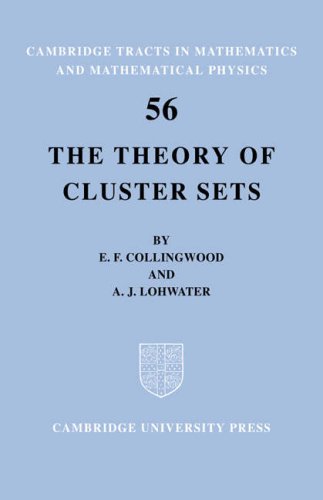 CAMBRIDGE TRACTS IN MATHEMATICS
AND MATHEMATICAL PHYSICS
56
THE THEORY OF
CLUSTER SETS
BY
E. F. COLLINGWOOD
AND
A. J. LOHWATER
CAMBRIDGE UNIVERSITY PRESS